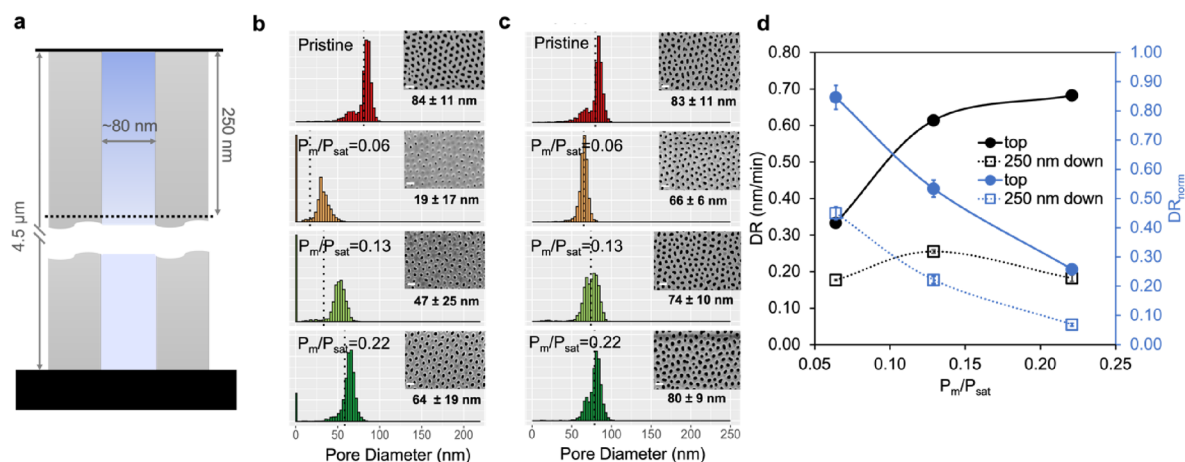 a
~80 nm
250 nm
4.5 µm
b
Pristine
84 ± 11 nm
Pm/Psat=0.06
19 ± 17 nm
Pm/Psat=0.13
47 ± 25 nm
Pm/Psat=0.22
64 ± 19 nm
0 50 100 150 200
Pore Diameter (nm)
c
Pristine
83 ± 11 nm
Pm/Psat=0.06
66 ± 6 nm
Pm/Psat=0.13
74 ± 10 nm
Pm/Psat=0.22
80 ± 9 nm
0 50 100 150 200 250
Pore Diameter (nm)
d
0.80
0.70
0.60
0.50
0.40
0.30
0.20
0.10
0.00
DR (nm/min)
top
250 nm down
top
250 nm down
1.00
0.90
0.80
0.70
0.60
0.50
0.40
0.30
0.20
0.10
0.00
DRnorm
0.05 0.10 0.15 0.20 0.25
Pm/Psat